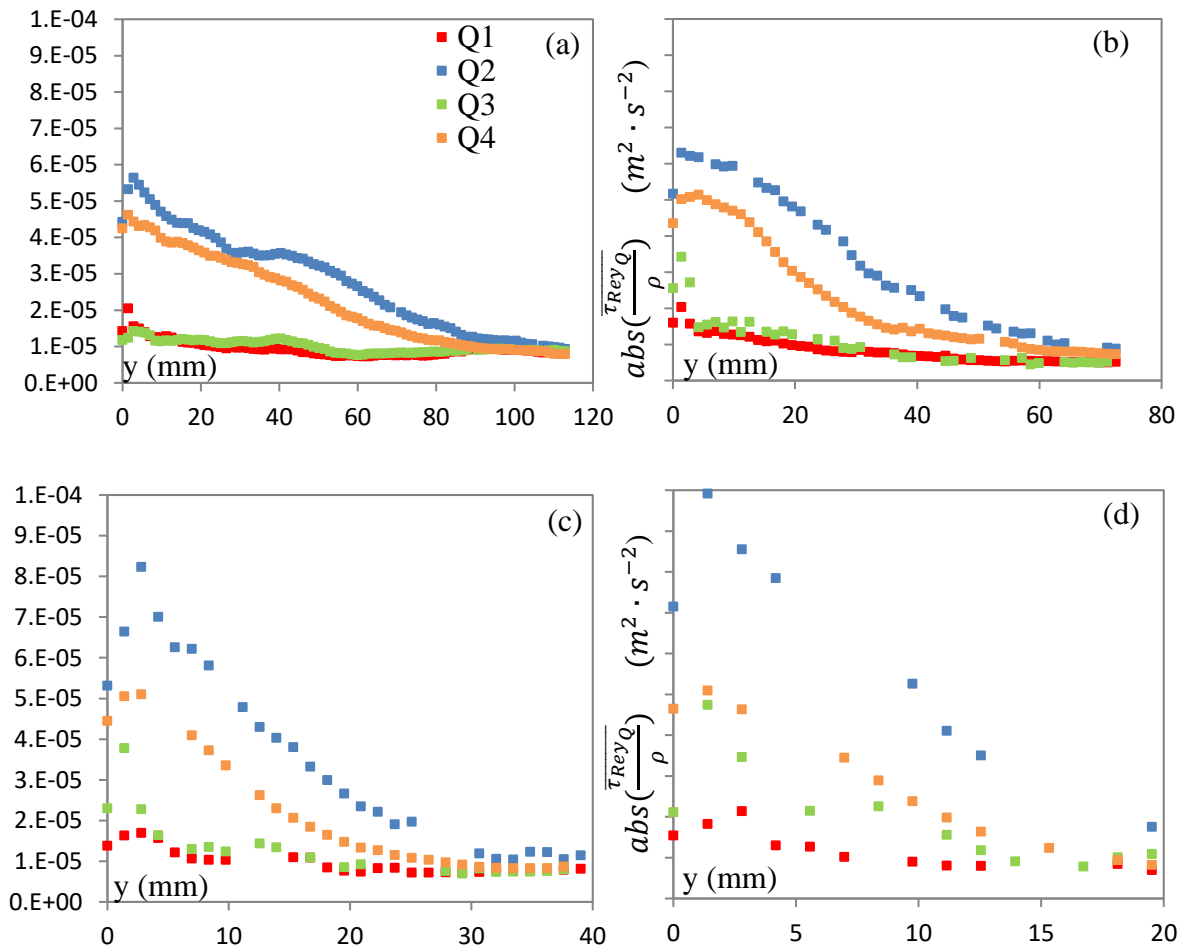 1.E-04
9.E-05
8.E-05
7.E-05
6.E-05
5.E-05
4.E-05
3.E-05
2.E-05
1.E-05
0.E+00
Q1
Q2
Q3
Q4
(a)
y (mm)
0 20 40 60 80 100 120
(b)
abs(τ_{Rey_Q}/ρ) (m² · s⁻²)
y (mm)
0 20 40 60 80
1.E-04
9.E-05
8.E-05
7.E-05
6.E-05
5.E-05
4.E-05
3.E-05
2.E-05
1.E-05
0.E+00
(c)
y (mm)
0 10 20 30 40
(d)
abs(τ_{Rey_Q}/ρ) (m² · s⁻²)
y (mm)
0 5 10 15 20